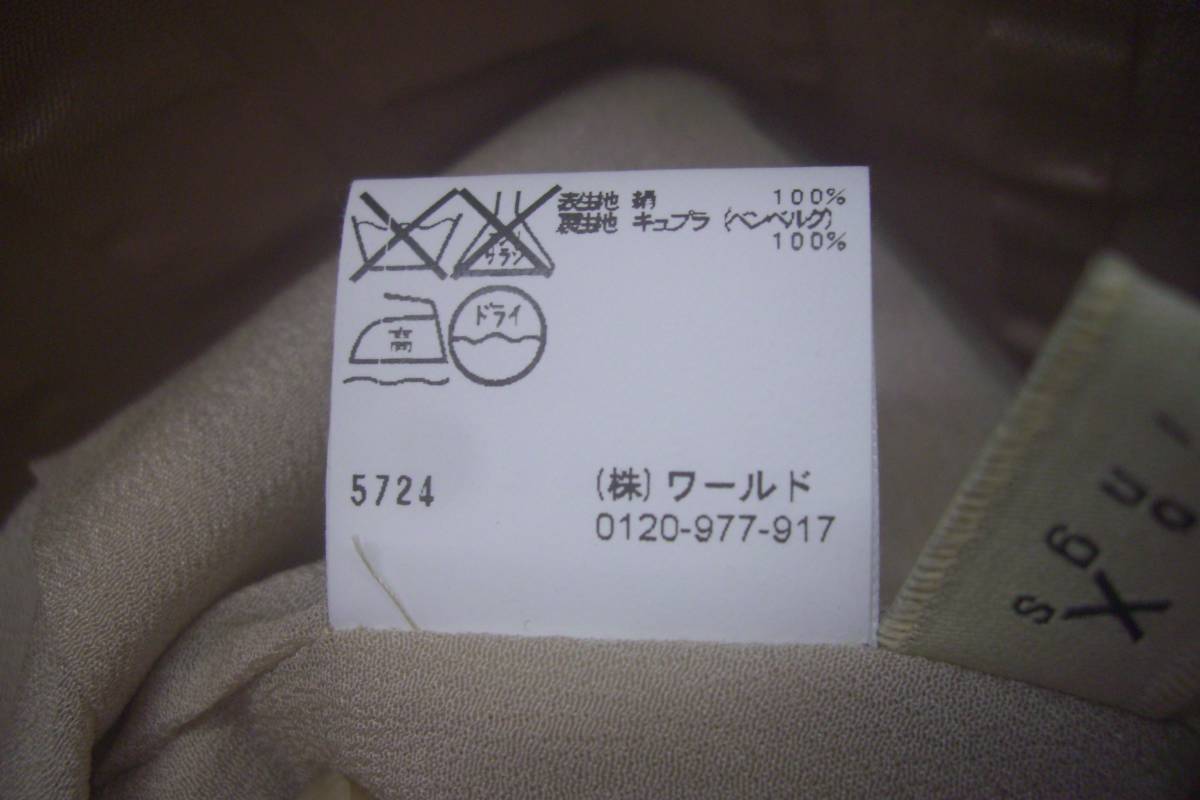 表生地 絹 100%
裏生地 キュプラ (ベンベルグ)
100%
サラシ
高
ドライ
5724
(株) ワールド
0120-977-917
X